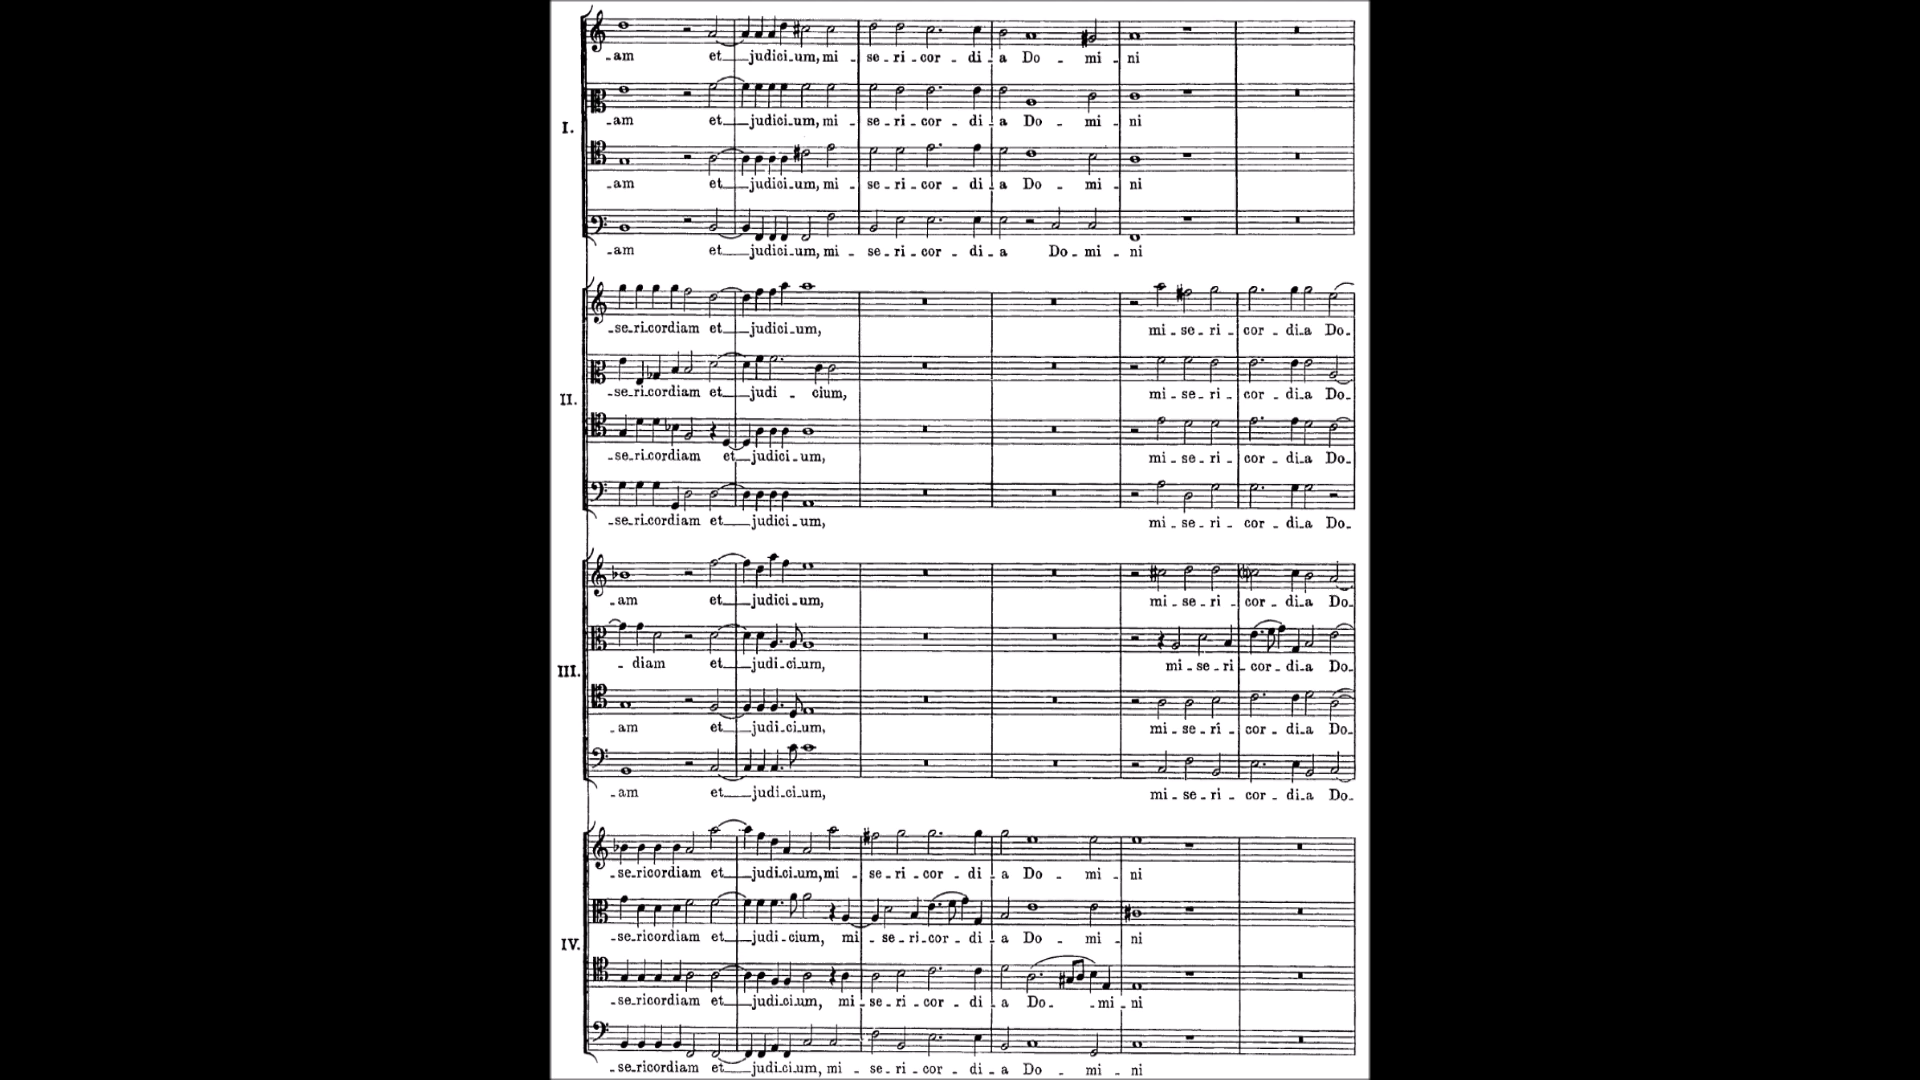 -am et judici-um, mi - se - ri - cor - di - a Do - mi - ni
-am et judici-um, mi - se - ri - cor - di - a Do - mi - ni
I.
-am et judici-um, mi - se - ri - cor - di - a Do - mi - ni
-am et judici-um, mi - se - ri - cor - di - a Do - mi - ni
-se-ri-cordiam et judici-um, mi - se - ri - cor - di-a Do-
-se-ri-cordiam et judi - cium, mi - se - ri - cor - di-a Do-
II.
-se-ri-cordiam et judici-um, mi - se - ri - cor - di-a Do-
-se-ri-cordiam et judici-um, mi - se - ri - cor - di-a Do-
-am et judici-um, mi - se - ri - cor - di-a Do-
- diam et judi-ci-um, mi - se - ri - cor - di-a Do-
III.
-am et judi-ci-um, mi - se - ri - cor - di-a Do-
-am et judi-ci-um, mi - se - ri - cor - di-a Do-
-se-ricordiam et judi-ci-um, mi - se - ri - cor - di - a Do - mi - ni
-se-ricordiam et judi-cium, mi - se - ri-cor - di - a Do - mi - ni
IV.
-se-ricordiam et judi-ci-um, mi - se - ri - cor - di - a Do- -mi - ni
-se-ricordiam et judi-ci-um, mi - se - ri - cor - di - a Do - mi - ni